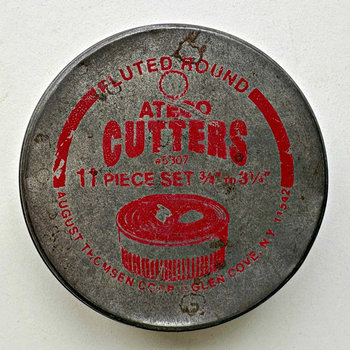 FLUTED ROUND
ATECO
CUTTERS
#5307
11 PIECE SET 3/4" TO 3 1/4"
AUGUST THOMSEN CORP. GLEN COVE, N.Y. 11542